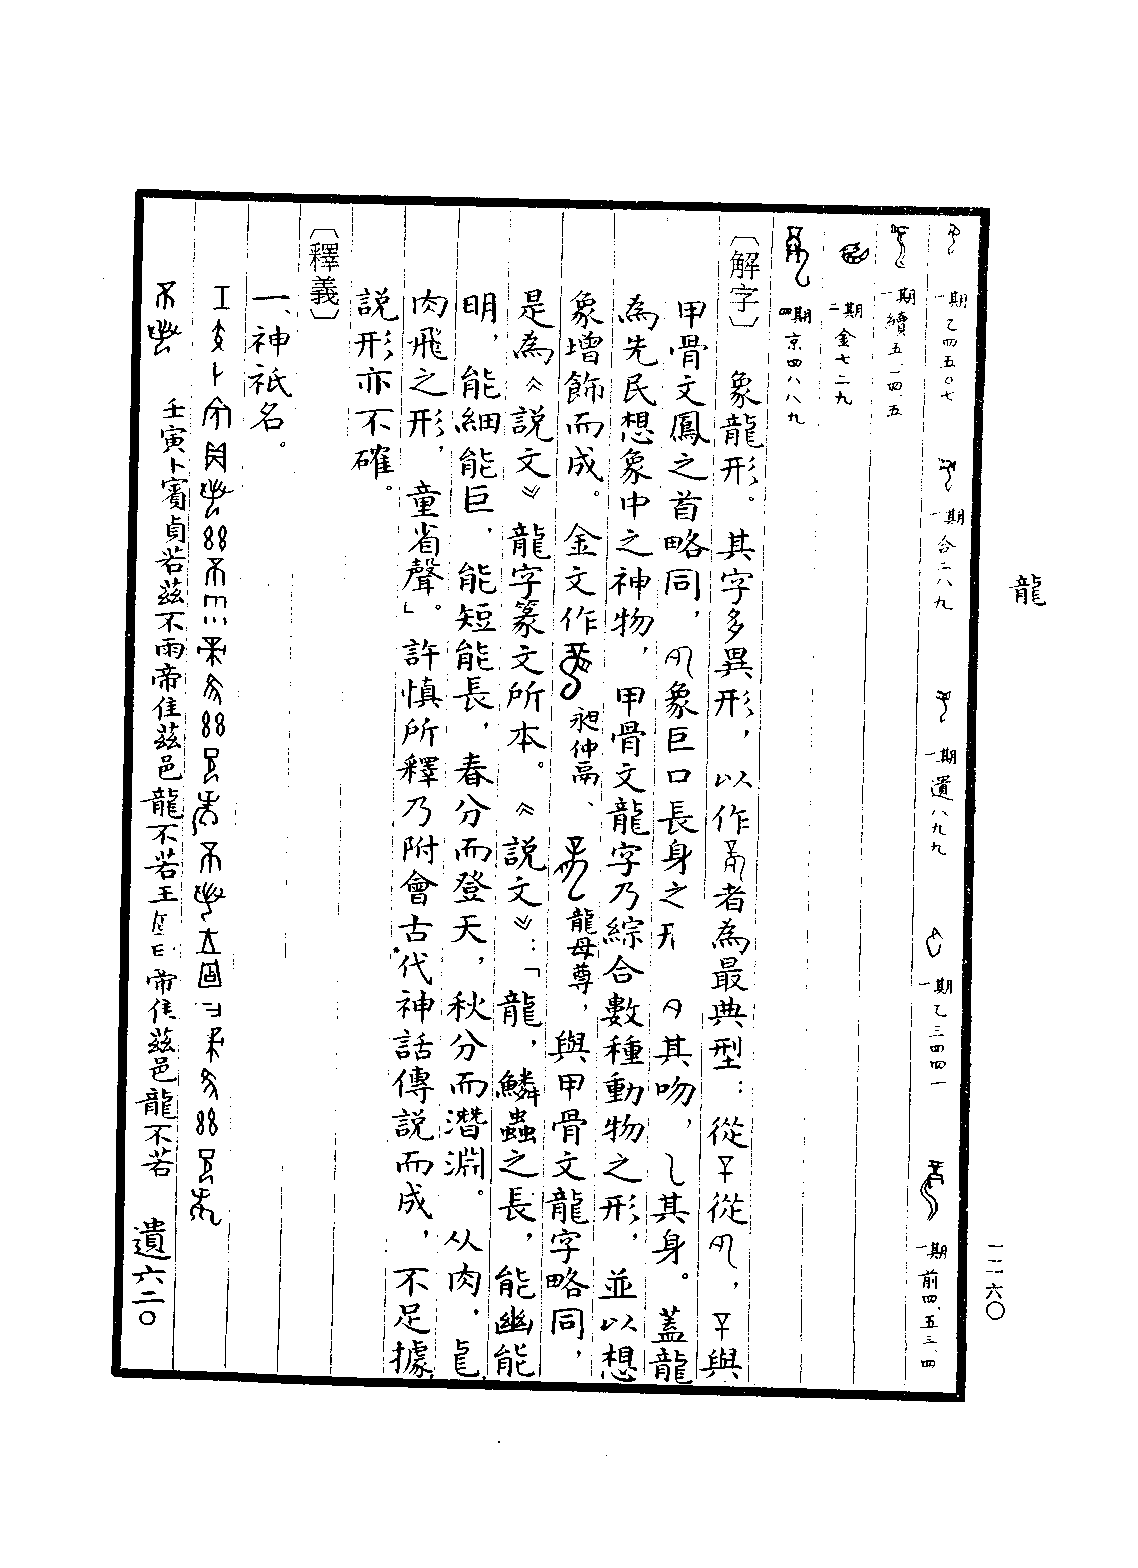 龍
一二六〇
一期 乙四五〇七
一期 合二八九
一期 遺八九九
一期 乙三四四一
一期 前四.五三.四
一期 續五.一四.五
二期 金七二九
四期 京四八八九
〔解字〕 象龍形。其字多異形，以作者為最典型：從從，與
甲骨文鳳之首略同，象巨口長身之形其吻，其身。蓋龍
為先民想象中之神物，甲骨文龍字乃綜合數種動物之形，並以想
象增飾而成。金文作 昶仲鬲、 龍母尊，與甲骨文龍字略同，
是為《說文》龍字篆文所本。《說文》：「龍，鱗蟲之長，能幽能
明，能細能巨，能短能長，春分而登天，秋分而潛淵。从肉，
肉飛之形，童省聲」。許慎所釋乃附會古代神話傳說而成，不足據，
說形亦不確。
〔釋義〕
一、神祇名。
壬寅卜賓貞若茲不雨帝隹茲邑龍不若王曰帝隹茲邑龍不若 遺六二〇